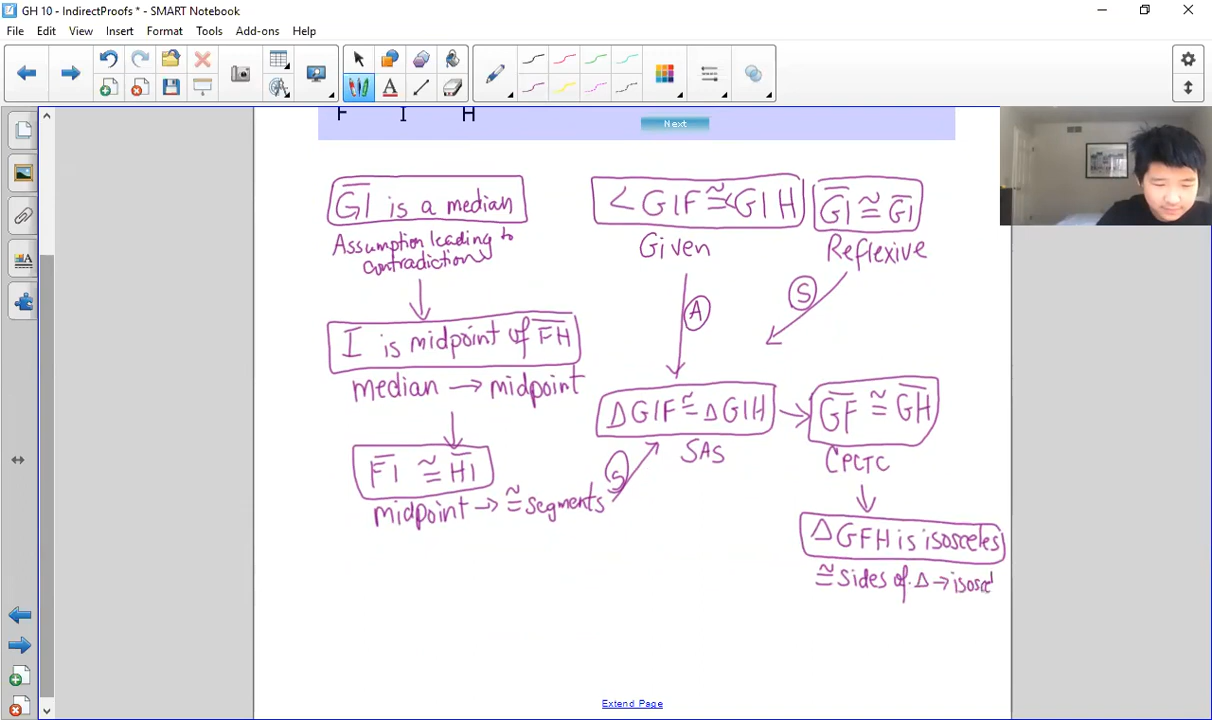 GH 10 - IndirectProofs * - SMART Notebook
File Edit View Insert Format Tools Add-ons Help
F I H
Next
GI is a median
Assumption leading to
contradiction
<GIF≅<GIH
Given
GI ≅ GI
Reflexive
A
S
I is midpoint of FH
median → midpoint
FI ≅ HI
midpoint → ≅ segments
S
△GIF ≅ △GIH
SAS
GF ≅ GH
CPCTC
△GFH is isosceles
≅ sides of △ → isosce
Extend Page